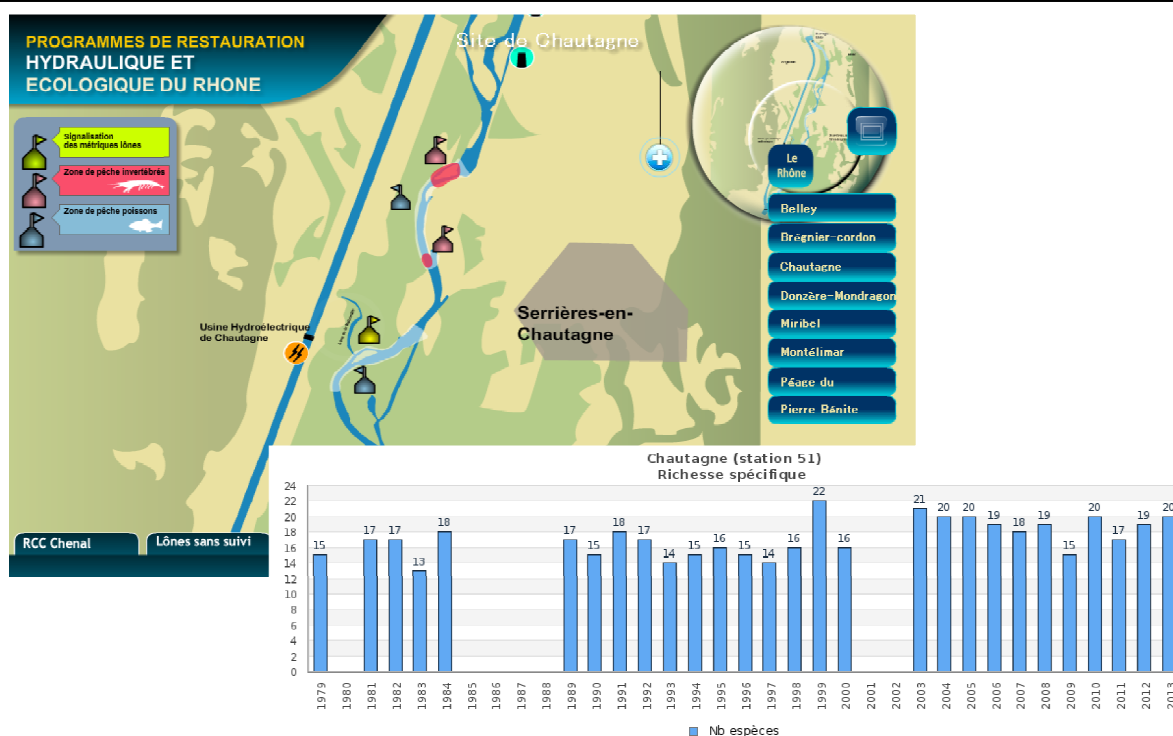 PROGRAMMES DE RESTAURATION
HYDRAULIQUE ET
ECOLOGIQUE DU RHONE
Site de Chautagne
Signalisation
des métriques lônes
Zone de pêche invertébrés
Zone de pêche poissons
Le
Rhône
Belley
Brégnier-cordon
Chautagne
Donzère-Mondragon
Miribel
Montélimar
Péage du
Pierre Bénite
Usine Hydroélectrique
de Chautagne
Serrières-en-
Chautagne
RCC Chenal
Lônes sans suivi
Chautagne (station 51)
Richesse spécifique
24
22
20
18
16
14
12
10
8
6
4
2
0
15 17 17 13 18 17 15 18 17 14 15 16 15 14 16 22 16 21 20 20 19 18 19 15 20 17 19 20
1979 1980 1981 1982 1983 1984 1985 1986 1987 1988 1989 1990 1991 1992 1993 1994 1995 1996 1997 1998 1999 2000 2001 2002 2003 2004 2005 2006 2007 2008 2009 2010 2011 2012 2013
Nb espèces